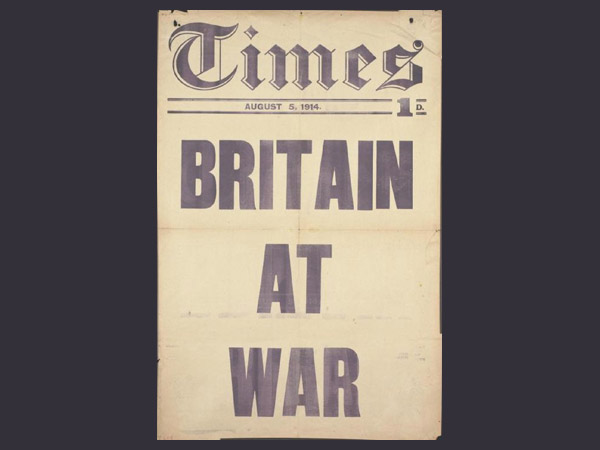 Times
AUGUST 5, 1914.
1D.
BRITAIN
AT
WAR